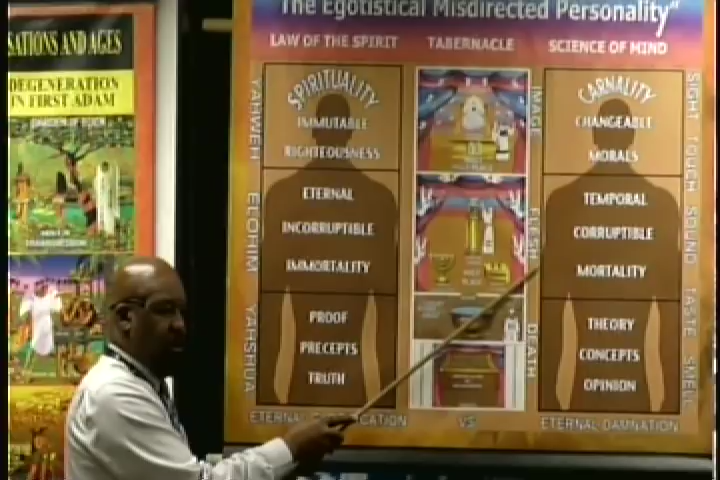 "The Egotistical Misdirected Personality"
LAW OF THE SPIRIT
TABERNACLE
SCIENCE OF MIND
SATIONS AND AGES
DEGENERATION
IN FIRST ADAM
GARDEN OF EDEN
SPIRITUALITY
IMMUTABLE
RIGHTEOUSNESS
ETERNAL
INCORRUPTIBLE
IMMORTALITY
PROOF
PRECEPTS
TRUTH
YAHWEH
ELOHIM
YAHSHUA
IMAGE
FLESH
DEATH
CARNALITY
CHANGEABLE
MORALS
TEMPORAL
CORRUPTIBLE
MORTALITY
THEORY
CONCEPTS
OPINION
SIGHT
TOUCH
SOUND
TASTE
SMELL
ETERNAL
VS
ETERNAL DAMNATION